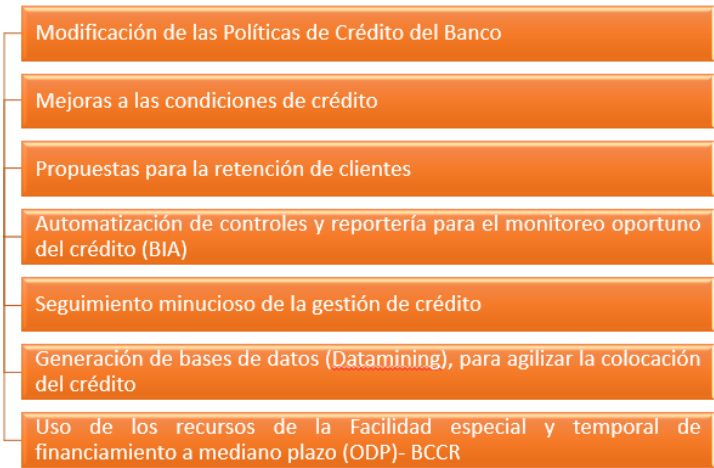 Modificación de las Políticas de Crédito del Banco
Mejoras a las condiciones de crédito
Propuestas para la retención de clientes
Automatización de controles y reportería para el monitoreo oportuno
del crédito (BIA)
Seguimiento minucioso de la gestión de crédito
Generación de bases de datos (Datamining), para agilizar la colocación
del crédito
Uso de los recursos de la Facilidad especial y temporal de
financiamiento a mediano plazo (ODP)- BCCR